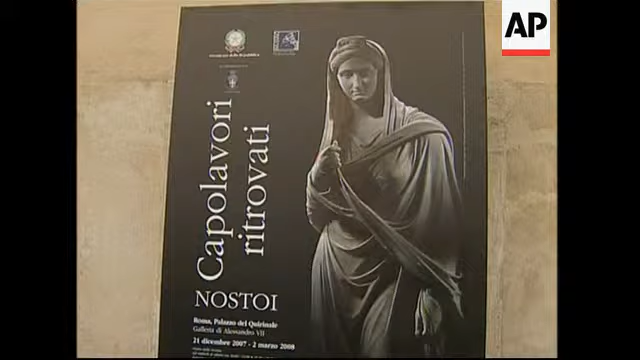 AP
Capolavori
ritrovati
NOSTOI
Roma, Palazzo del Quirinale
Galleria di Alessandro VII
21 dicembre 2007 - 2 marzo 2008